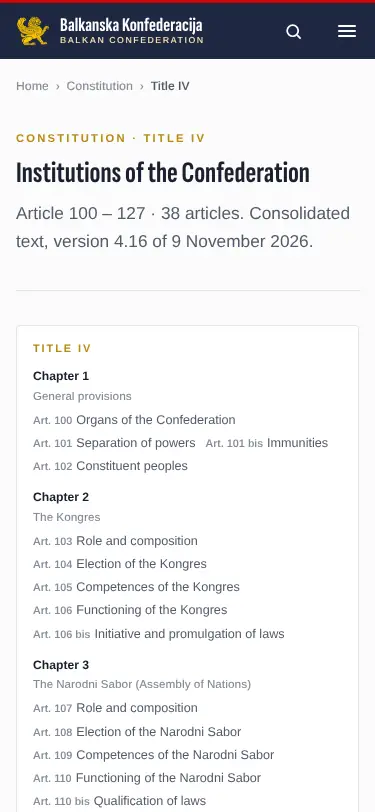 Balkanska Konfederacija
BALKAN CONFEDERATION
Home › Constitution › Title IV
CONSTITUTION · TITLE IV
Institutions of the Confederation
Article 100 – 127 · 38 articles. Consolidated
text, version 4.16 of 9 November 2026.
TITLE IV
Chapter 1
General provisions
Art. 100 Organs of the Confederation
Art. 101 Separation of powers Art. 101 bis Immunities
Art. 102 Constituent peoples
Chapter 2
The Kongres
Art. 103 Role and composition
Art. 104 Election of the Kongres
Art. 105 Competences of the Kongres
Art. 106 Functioning of the Kongres
Art. 106 bis Initiative and promulgation of laws
Chapter 3
The Narodni Sabor (Assembly of Nations)
Art. 107 Role and composition
Art. 108 Election of the Narodni Sabor
Art. 109 Competences of the Narodni Sabor
Art. 110 Functioning of the Narodni Sabor
Art. 110 bis Qualification of laws